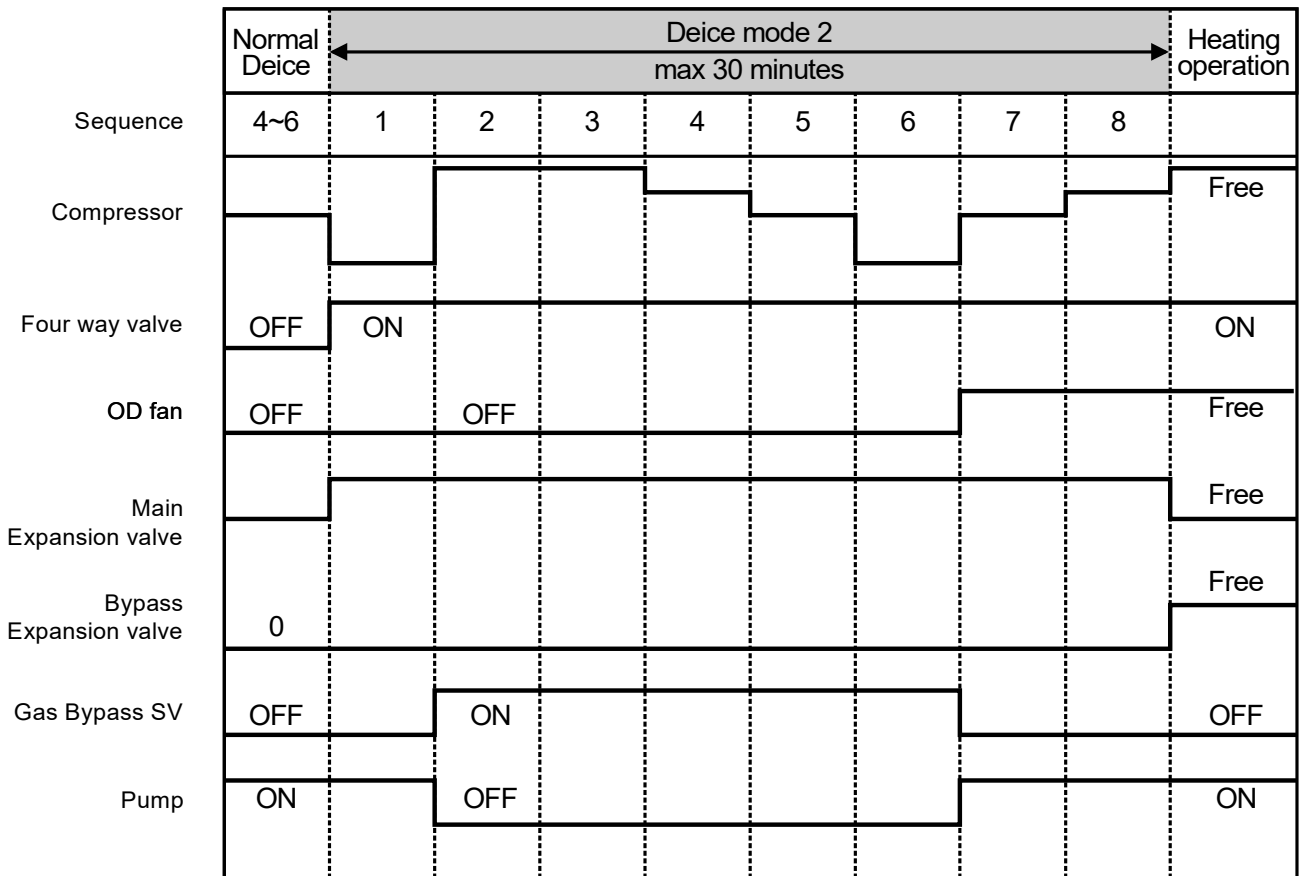 Normal
Deice
Deice mode 2
max 30 minutes
Heating
operation
Sequence 4~6 1 2 3 4 5 6 7 8
Compressor Free
Four way valve OFF ON ON
OD fan OFF OFF Free
Main
Expansion valve Free
Bypass
Expansion valve 0 Free
Gas Bypass SV OFF ON OFF
Pump ON OFF ON